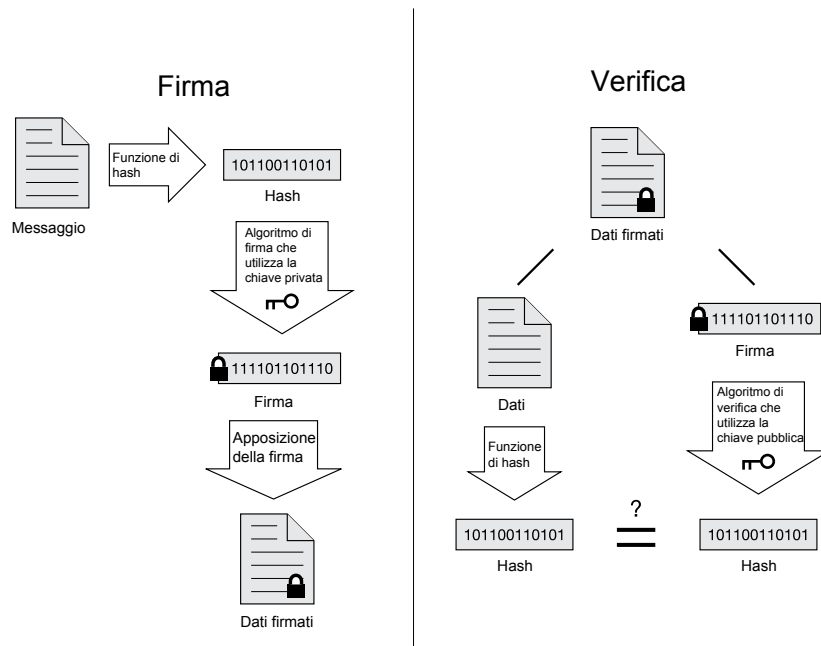 Firma
Funzione di
hash
101100110101
Hash
Messaggio
Algoritmo di
firma che
utilizza la
chiave privata
111101101110
Firma
Apposizione
della firma
Dati firmati
Verifica
Dati firmati
Dati
111101101110
Firma
Funzione
di hash
Algoritmo di
verifica che
utilizza la
chiave pubblica
101100110101
Hash
?
101100110101
Hash